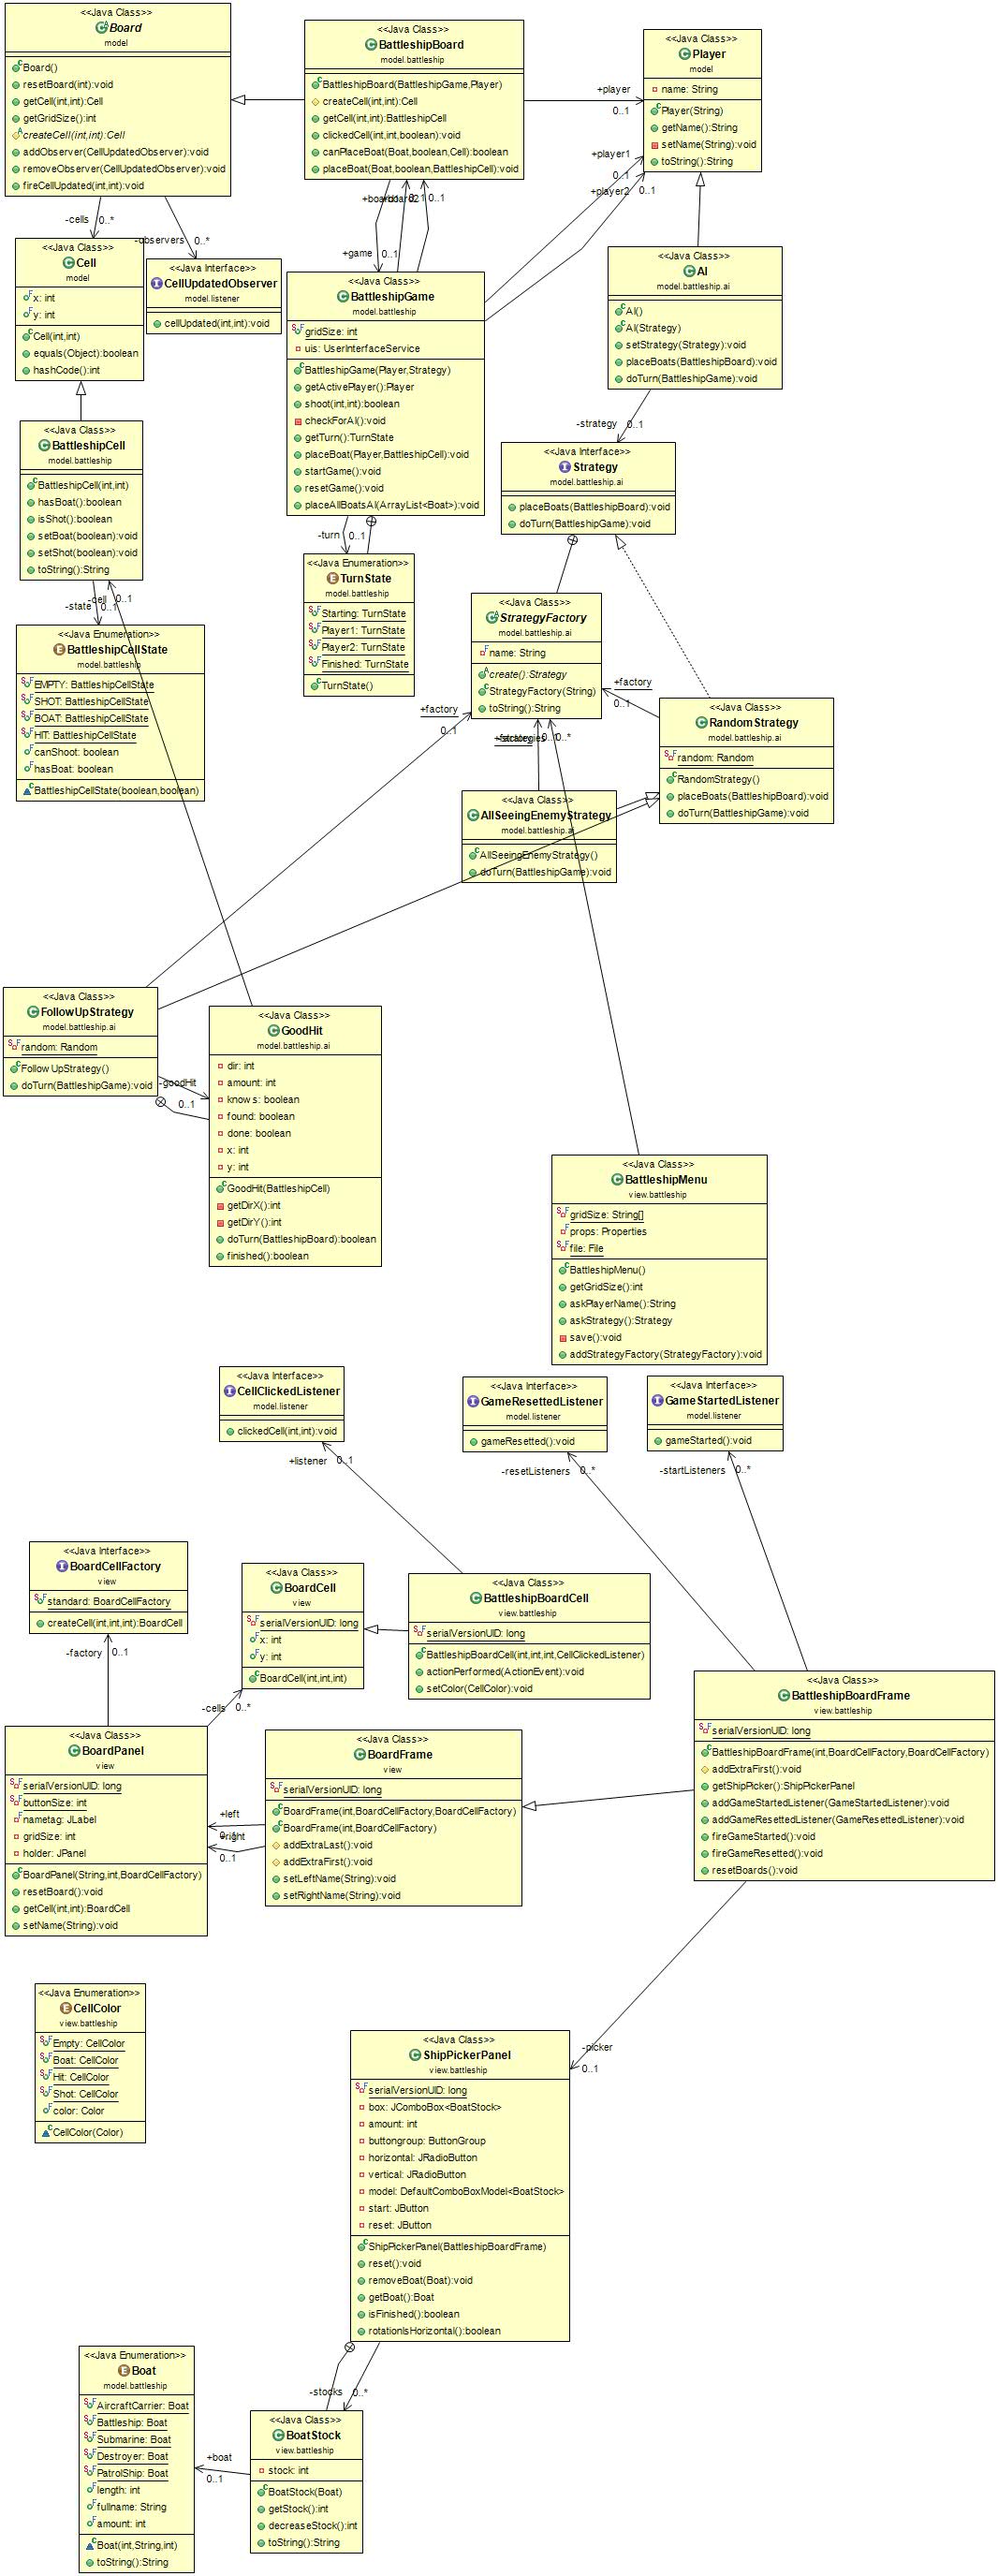 <<Java Class>>
Board
model
Board()
resetBoard(int):void
getCell(int,int):Cell
getGridSize():int
createCell(int,int):Cell
addObserver(CellUpdatedObserver):void
removeObserver(CellUpdatedObserver):void
fireCellUpdated(int,int):void
<<Java Class>>
BattleshipBoard
model.battleship
BattleshipBoard(BattleshipGame,Player)
createCell(int,int):Cell
getCell(int,int):BattleshipCell
clickedCell(int,int,boolean):void
canPlaceBoat(Boat,boolean,Cell):boolean
placeBoat(Boat,boolean,BattleshipCell):void
<<Java Class>>
Player
model
name: String
Player(String)
getName():String
setName(String):void
toString():String
+player
0..1
+player1
0..1
+player2
0..1
-cells
0..*
-observers
0..*
+game
0..1
0..1
<<Java Class>>
Cell
model
x: int
y: int
Cell(int,int)
equals(Object):boolean
hashCode():int
<<Java Interface>>
CellUpdatedObserver
model.listener
cellUpdated(int,int):void
<<Java Class>>
BattleshipGame
model.battleship
gridSize: int
uis: UserInterfaceService
BattleshipGame(Player,Strategy)
getActivePlayer():Player
shoot(int,int):boolean
checkForAI():void
getTurn():TurnState
placeBoat(Player,BattleshipCell):void
startGame():void
resetGame():void
placeAllBoatsAI(ArrayList<Boat>):void
<<Java Class>>
AI
model.battleship.ai
AI()
AI(Strategy)
setStrategy(Strategy):void
placeBoats(BattleshipBoard):void
doTurn(BattleshipGame):void
-strategy
0..1
<<Java Class>>
BattleshipCell
model.battleship
BattleshipCell(int,int)
hasBoat():boolean
isShot():boolean
setBoat(boolean):void
setShot(boolean):void
toString():String
<<Java Interface>>
Strategy
model.battleship.ai
placeBoats(BattleshipBoard):void
doTurn(BattleshipGame):void
-turn
0..1
-cell
0..1
-state
0..1
<<Java Enumeration>>
TurnState
model.battleship
Starting: TurnState
Player1: TurnState
Player2: TurnState
Finished: TurnState
TurnState()
<<Java Class>>
StrategyFactory
model.battleship.ai
name: String
create():Strategy
StrategyFactory(String)
toString():String
<<Java Enumeration>>
BattleshipCellState
model.battleship
EMPTY: BattleshipCellState
SHOT: BattleshipCellState
BOAT: BattleshipCellState
HIT: BattleshipCellState
canShoot: boolean
hasBoat: boolean
BattleshipCellState(boolean,boolean)
+factory
0..1
+factory
0..1
0..*
<<Java Class>>
RandomStrategy
model.battleship.ai
random: Random
RandomStrategy()
placeBoats(BattleshipBoard):void
doTurn(BattleshipGame):void
<<Java Class>>
AllSeeingEnemyStrategy
model.battleship.ai
AllSeeingEnemyStrategy()
doTurn(BattleshipGame):void
<<Java Class>>
FollowUpStrategy
model.battleship.ai
random: Random
FollowUpStrategy()
doTurn(BattleshipGame):void
-goodHit
0..1
<<Java Class>>
GoodHit
model.battleship.ai
dir: int
amount: int
knows: boolean
found: boolean
done: boolean
x: int
y: int
GoodHit(BattleshipCell)
getDirX():int
getDirY():int
doTurn(BattleshipBoard):boolean
finished():boolean
<<Java Class>>
BattleshipMenu
view.battleship
gridSize: String[]
props: Properties
file: File
BattleshipMenu()
getGridSize():int
askPlayerName():String
askStrategy():Strategy
save():void
addStrategyFactory(StrategyFactory):void
<<Java Interface>>
CellClickedListener
model.listener
clickedCell(int,int):void
<<Java Interface>>
GameResettedListener
model.listener
gameResetted():void
<<Java Interface>>
GameStartedListener
model.listener
gameStarted():void
+listener
0..1
-resetListeners
0..*
-startListeners
0..*
<<Java Interface>>
BoardCellFactory
view
standard: BoardCellFactory
createCell(int,int,int):BoardCell
<<Java Class>>
BoardCell
view
serialVersionUID: long
x: int
y: int
BoardCell(int,int,int)
<<Java Class>>
BattleshipBoardCell
view.battleship
serialVersionUID: long
BattleshipBoardCell(int,int,int,CellClickedListener)
actionPerformed(ActionEvent):void
setColor(CellColor):void
-factory
0..1
-cells
0..*
<<Java Class>>
BattleshipBoardFrame
view.battleship
serialVersionUID: long
BattleshipBoardFrame(int,BoardCellFactory,BoardCellFactory)
addExtraFirst():void
getShipPicker():ShipPickerPanel
addGameStartedListener(GameStartedListener):void
addGameResettedListener(GameResettedListener):void
fireGameStarted():void
fireGameResetted():void
resetBoards():void
<<Java Class>>
BoardPanel
view
serialVersionUID: long
buttonSize: int
nametag: JLabel
gridSize: int
holder: JPanel
BoardPanel(String,int,BoardCellFactory)
resetBoard():void
getCell(int,int):BoardCell
setName(String):void
+left
+right
0..1
<<Java Class>>
BoardFrame
view
serialVersionUID: long
BoardFrame(int,BoardCellFactory,BoardCellFactory)
BoardFrame(int,BoardCellFactory)
addExtraLast():void
addExtraFirst():void
setLeftName(String):void
setRightName(String):void
<<Java Enumeration>>
CellColor
view.battleship
Empty: CellColor
Boat: CellColor
Hit: CellColor
Shot: CellColor
color: Color
CellColor(Color)
-picker
0..1
<<Java Class>>
ShipPickerPanel
view.battleship
serialVersionUID: long
box: JComboBox<BoatStock>
amount: int
buttongroup: ButtonGroup
horizontal: JRadioButton
vertical: JRadioButton
model: DefaultComboBoxModel<BoatStock>
start: JButton
reset: JButton
ShipPickerPanel(BattleshipBoardFrame)
reset():void
removeBoat(Boat):void
getBoat():Boat
isFinished():boolean
rotationIsHorizontal():boolean
-stocks
0..*
<<Java Enumeration>>
Boat
model.battleship
AircraftCarrier: Boat
Battleship: Boat
Submarine: Boat
Destroyer: Boat
PatrolShip: Boat
length: int
fullname: String
amount: int
Boat(int,String,int)
toString():String
+boat
0..1
<<Java Class>>
BoatStock
view.battleship
stock: int
BoatStock(Boat)
getStock():int
decreaseStock():int
toString():String